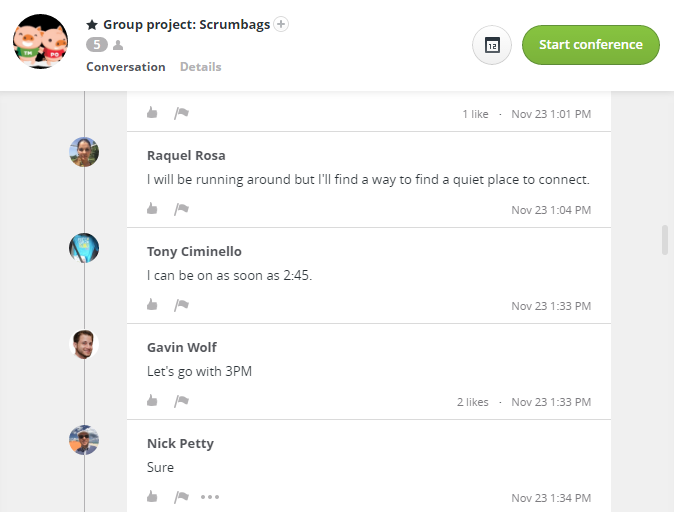 Group project: Scrumbags
5
Conversation Details
TM PO
12
Start conference
1 like · Nov 23 1:01 PM
Raquel Rosa
I will be running around but I'll find a way to find a quiet place to connect.
Nov 23 1:04 PM
Tony Ciminello
I can be on as soon as 2:45.
Nov 23 1:33 PM
Gavin Wolf
Let's go with 3PM
2 likes · Nov 23 1:33 PM
Nick Petty
Sure
Nov 23 1:34 PM